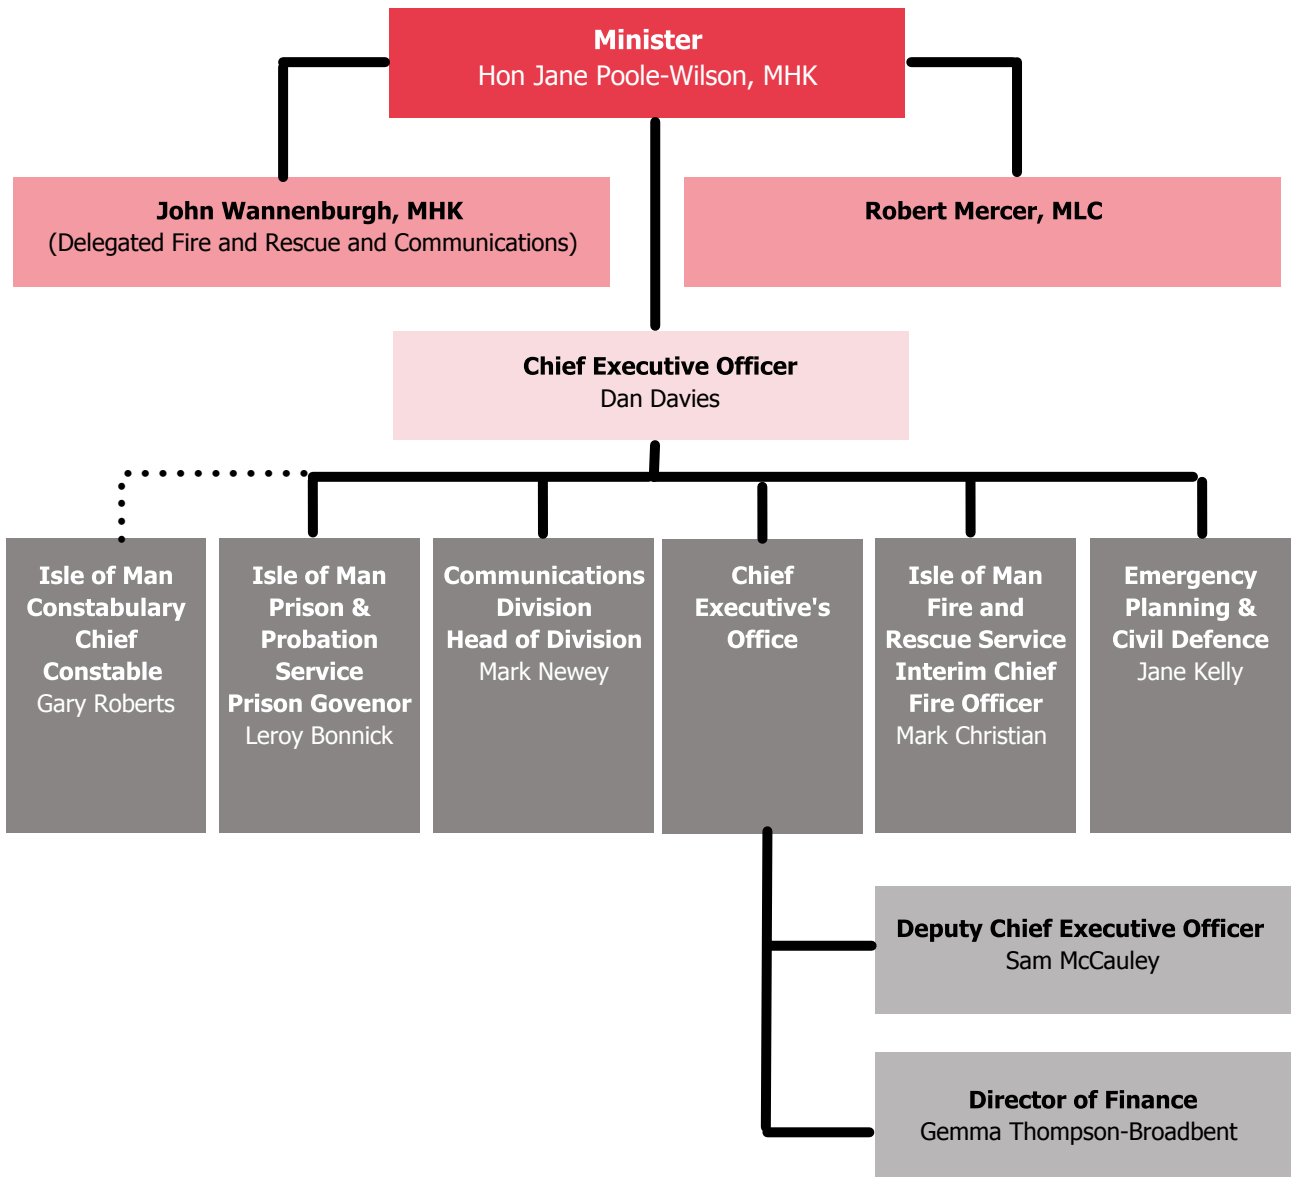 Minister
Hon Jane Poole-Wilson, MHK
John Wannenburgh, MHK
(Delegated Fire and Rescue and Communications)
Robert Mercer, MLC
Chief Executive Officer
Dan Davies
Isle of Man
Constabulary
Chief
Constable
Gary Roberts
Isle of Man
Prison &
Probation
Service
Prison Govenor
Leroy Bonnick
Communications
Division
Head of Division
Mark Newey
Chief
Executive's
Office
Isle of Man
Fire and
Rescue Service
Interim Chief
Fire Officer
Mark Christian
Emergency
Planning &
Civil Defence
Jane Kelly
Deputy Chief Executive Officer
Sam McCauley
Director of Finance
Gemma Thompson-Broadbent